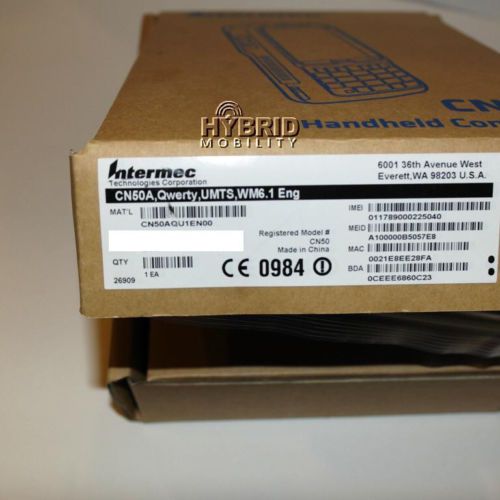 CN
Handheld Com
HYBRID
MOBILITY
Intermec
Technologies Corporation
6001 36th Avenue West
Everett,WA 98203 U.S.A.
CN50A,Qwerty,UMTS,WM6.1 Eng
MAT'L
CN50AQU1EN00
IMEI
011789000225040
Registered Model #
CN50
Made in China
MEID
A100000B5057E8
MAC
0021E8EE28FA
QTY
1 EA
CE 0984
BDA
0CEEE6860C23
26909